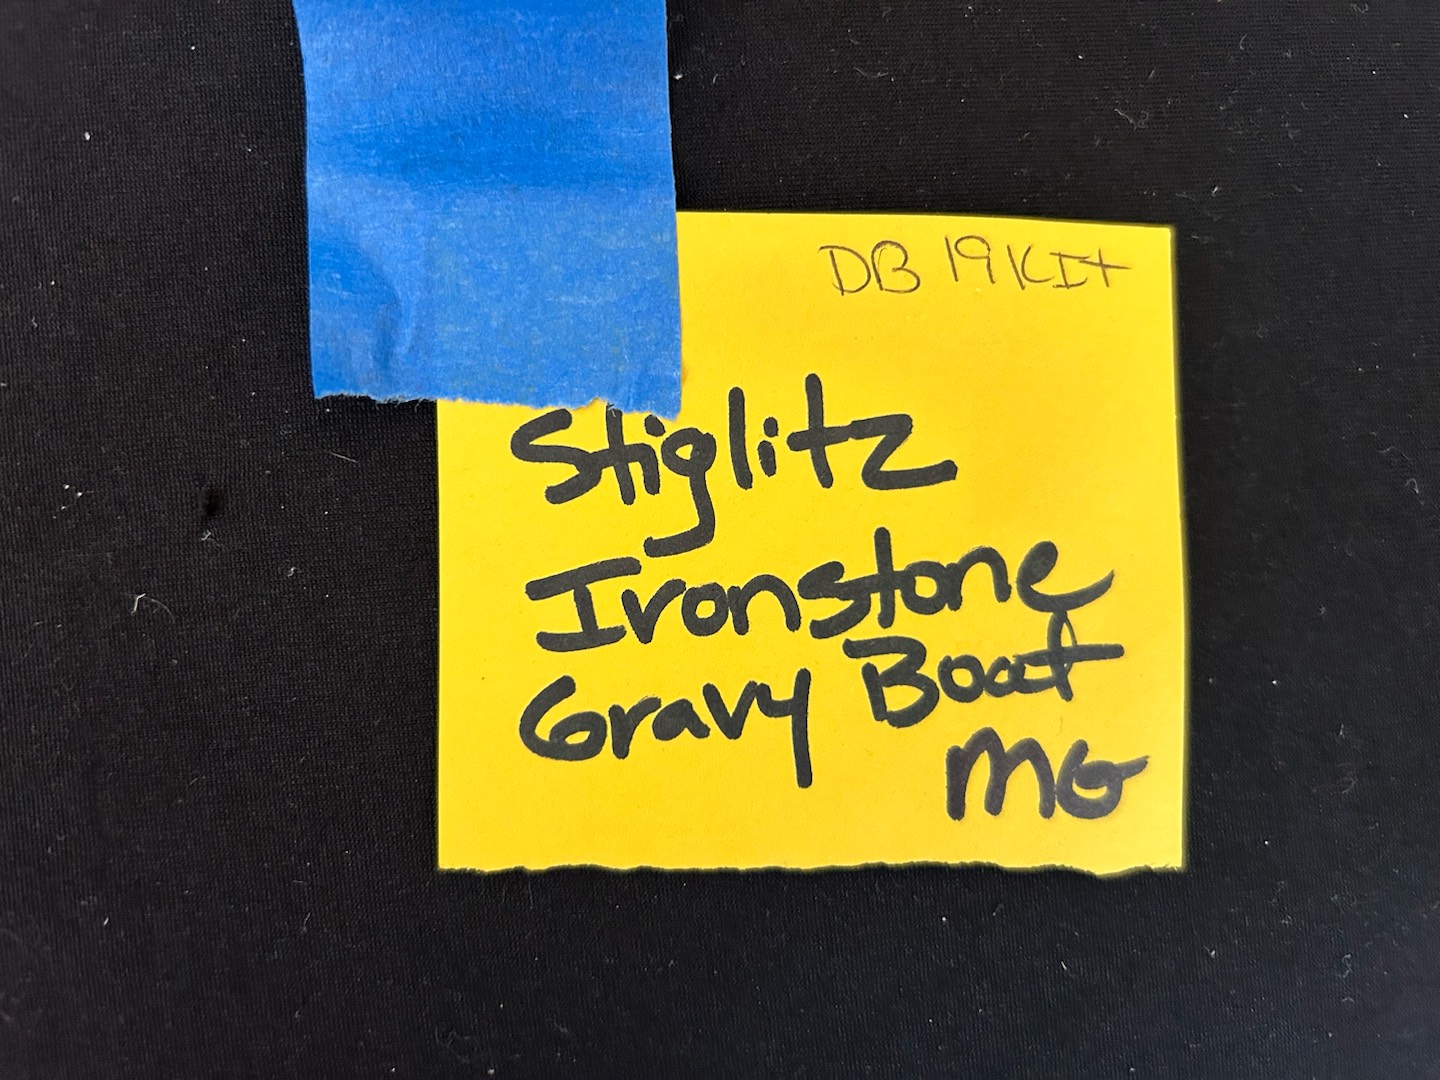 DB 19 KIt
Stiglitz
Ironstone
Gravy Boat
MG